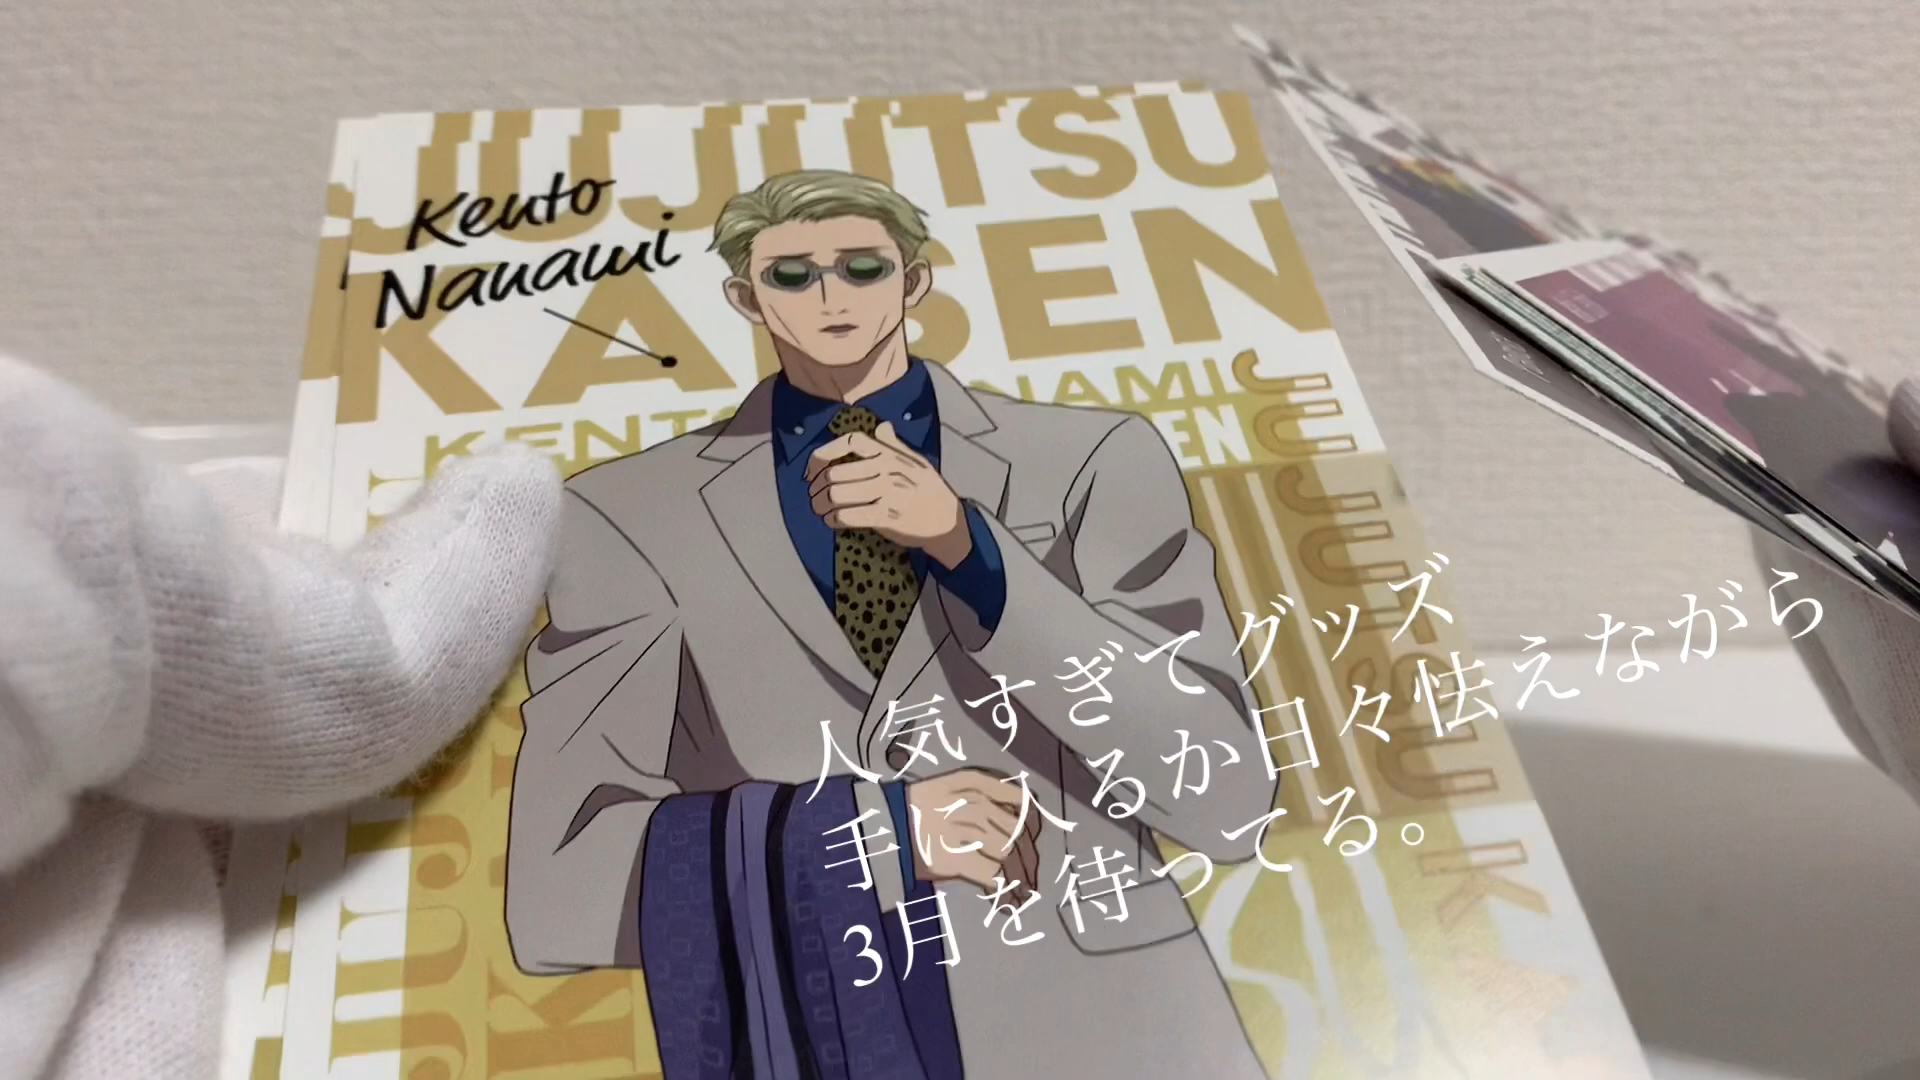 JUJUTSU
KAISEN
Kento
Nanami
JUJUTSU
人気すぎてグッズ
手に入るか日々怯えながら
3月を待ってる。